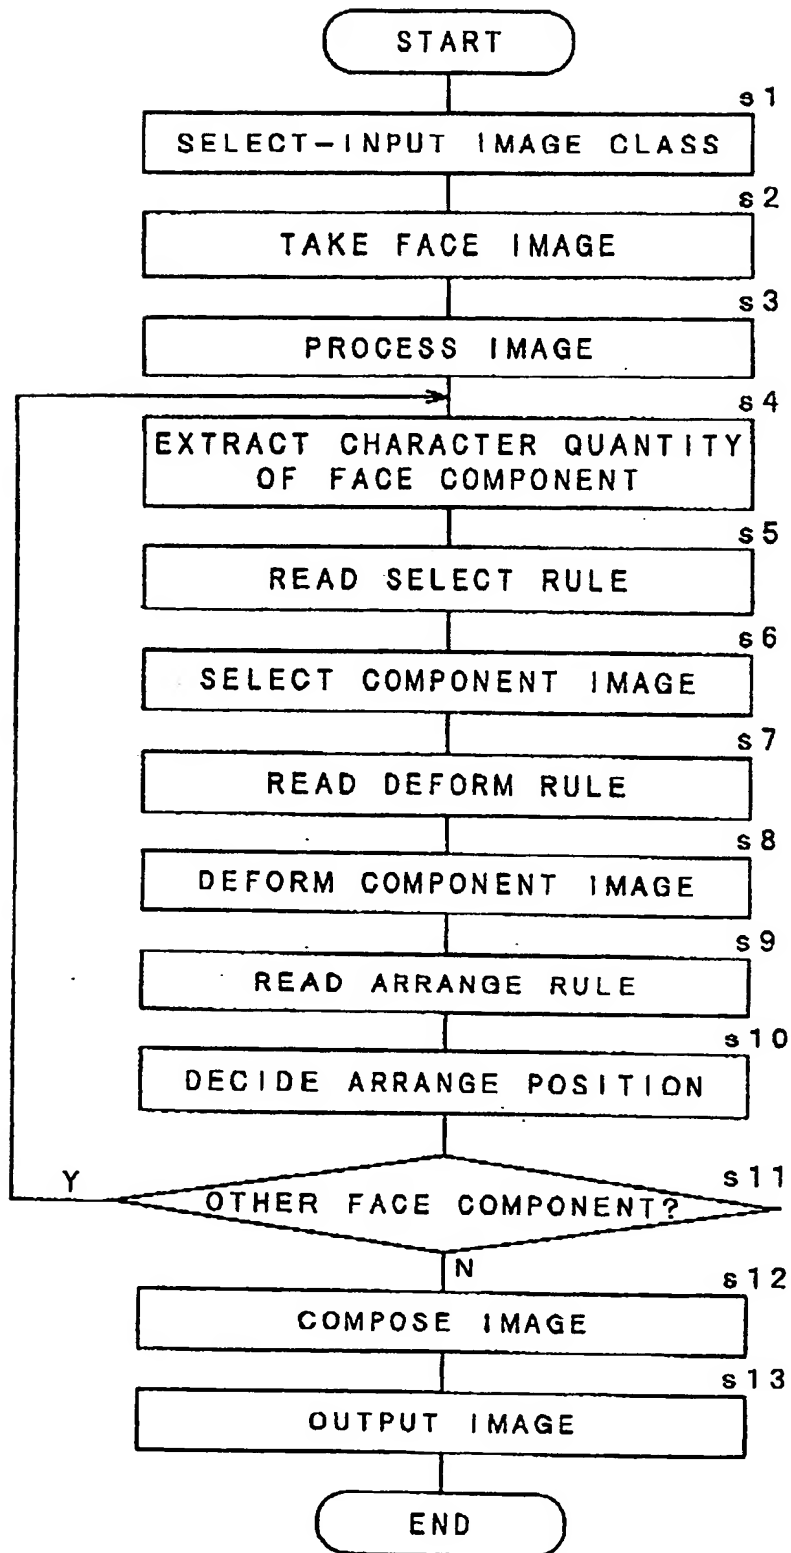 START
s1
SELECT-INPUT IMAGE CLASS
s2
TAKE FACE IMAGE
s3
PROCESS IMAGE
s4
EXTRACT CHARACTER QUANTITY
OF FACE COMPONENT
s5
READ SELECT RULE
s6
SELECT COMPONENT IMAGE
s7
READ DEFORM RULE
s8
DEFORM COMPONENT IMAGE
s9
READ ARRANGE RULE
s10
DECIDE ARRANGE POSITION
Y
s11
OTHER FACE COMPONENT?
N
s12
COMPOSE IMAGE
s13
OUTPUT IMAGE
END